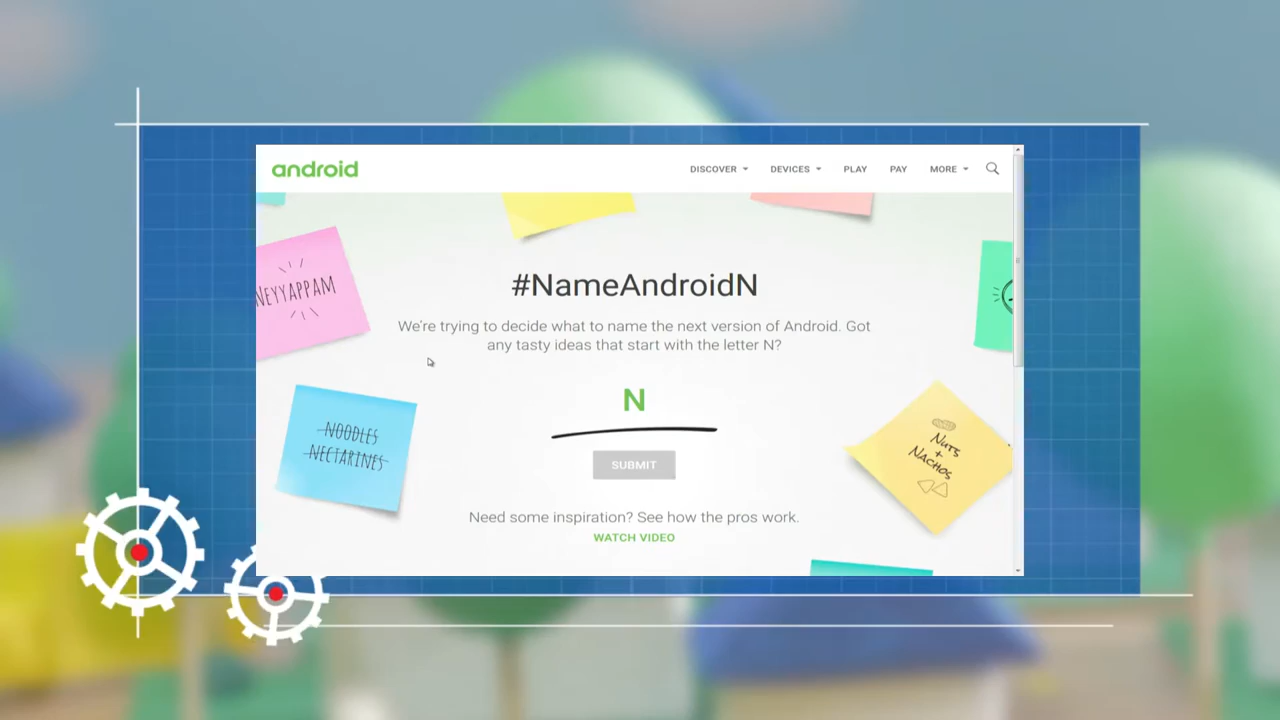 android
DISCOVER
DEVICES
PLAY
PAY
MORE
NEYYAPPAM
#NameAndroidN
We're trying to decide what to name the next version of Android. Got
any tasty ideas that start with the letter N?
N
NOODLES
NECTARINES
NUTS
+
NACHOS
SUBMIT
Need some inspiration? See how the pros work.
WATCH VIDEO